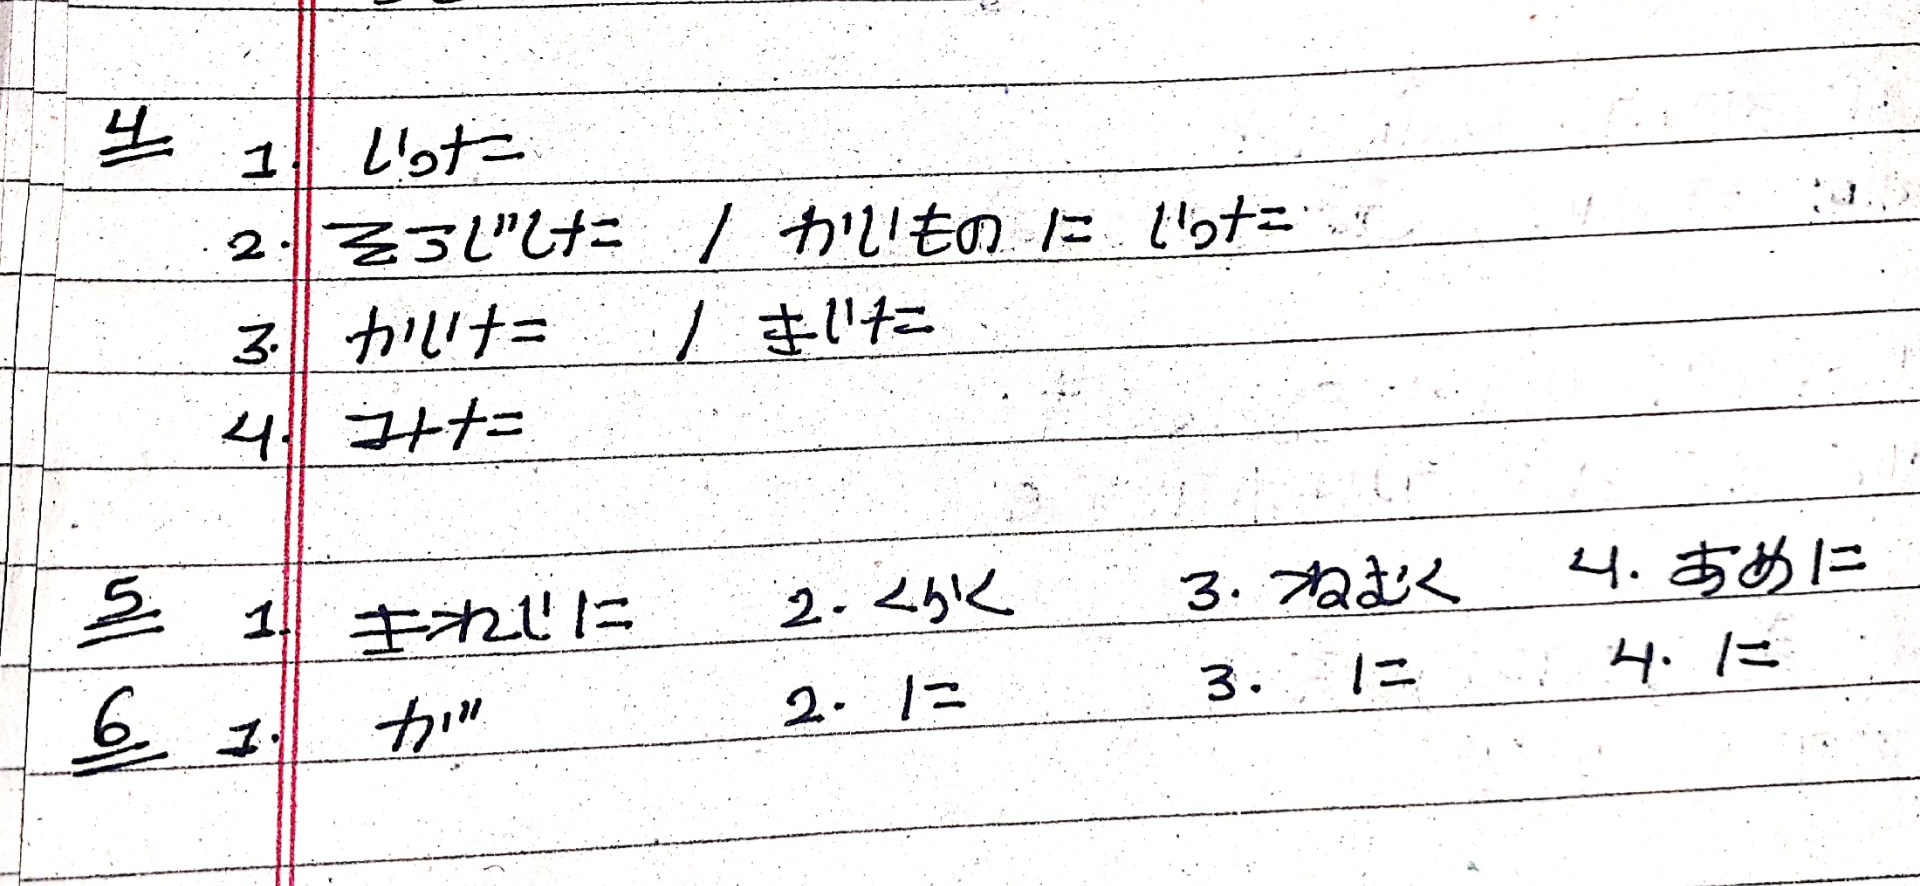 4 1. いった
2. そうじした / かいものに いった
3. かいた / きいた
4. みた
5 1. きれいに 2. くらく 3. ねむく 4. あめに
6 1. が 2. に 3. に 4. に